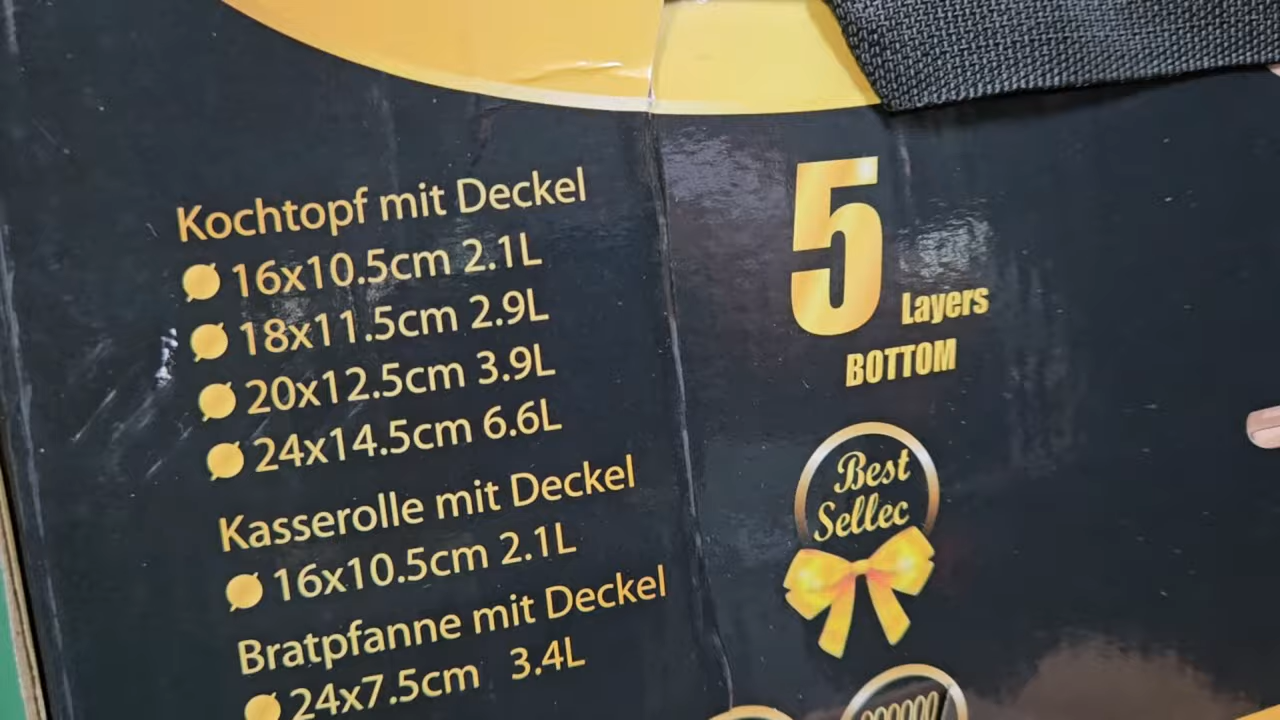 Kochtopf mit Deckel
16x10.5cm 2.1L
18x11.5cm 2.9L
20x12.5cm 3.9L
24x14.5cm 6.6L
Kasserolle mit Deckel
16x10.5cm 2.1L
Bratpfanne mit Deckel
24x7.5cm 3.4L
5
Layers
BOTTOM
Best
Sellec